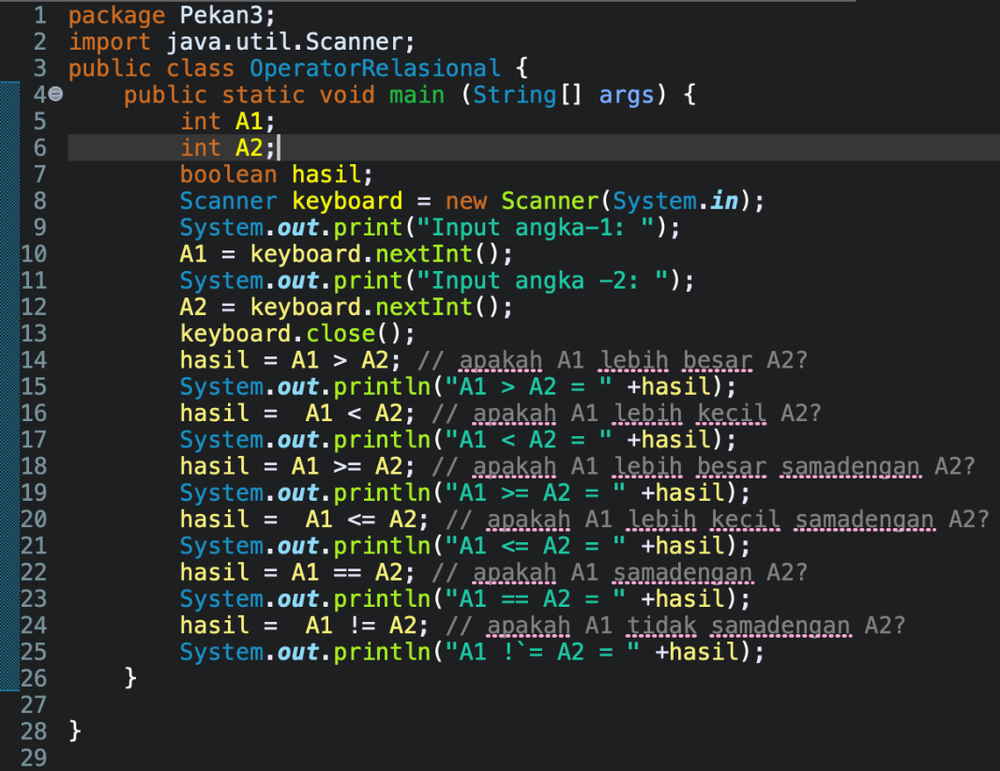 1 package Pekan3;
2 import java.util.Scanner;
3 public class OperatorRelasional {
4 public static void main (String[] args) {
5 int A1;
6 int A2;
7 boolean hasil;
8 Scanner keyboard = new Scanner(System.in);
9 System.out.print("Input angka-1: ");
10 A1 = keyboard.nextInt();
11 System.out.print("Input angka -2: ");
12 A2 = keyboard.nextInt();
13 keyboard.close();
14 hasil = A1 > A2; // apakah A1 lebih besar A2?
15 System.out.println("A1 > A2 = " +hasil);
16 hasil =  A1 < A2; // apakah A1 lebih kecil A2?
17 System.out.println("A1 < A2 = " +hasil);
18 hasil = A1 >= A2; // apakah A1 lebih besar samadengan A2?
19 System.out.println("A1 >= A2 = " +hasil);
20 hasil =  A1 <= A2; // apakah A1 lebih kecil samadengan A2?
21 System.out.println("A1 <= A2 = " +hasil);
22 hasil = A1 == A2; // apakah A1 samadengan A2?
23 System.out.println("A1 == A2 = " +hasil);
24 hasil =  A1 != A2; // apakah A1 tidak samadengan A2?
25 System.out.println("A1 !`= A2 = " +hasil);
26 }
27
28 }
29